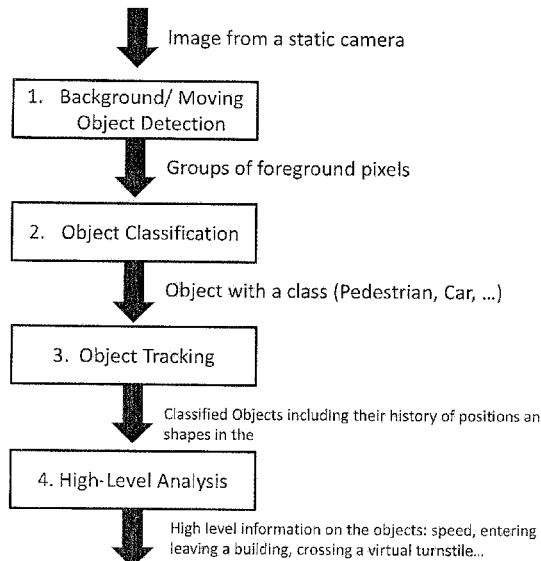 Image from a static camera
1. Background/ Moving
Object Detection
Groups of foreground pixels
2. Object Classification
Object with a class (Pedestrian, Car, ...)
3. Object Tracking
Classified Objects including their history of positions an
shapes in the
4. High-Level Analysis
High level information on the objects: speed, entering
leaving a building, crossing a virtual turnstile...